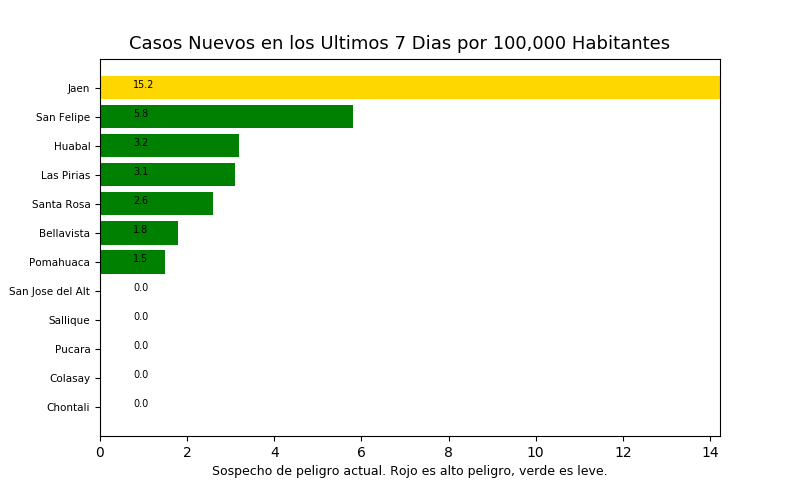 Casos Nuevos en los Ultimos 7 Dias por 100,000 Habitantes
Jaen 15.2
San Felipe 5.8
Huabal 3.2
Las Pirias 3.1
Santa Rosa 2.6
Bellavista 1.8
Pomahuaca 1.5
San Jose del Alt 0.0
Sallique 0.0
Pucara 0.0
Colasay 0.0
Chontali 0.0
0 2 4 6 8 10 12 14
Sospecho de peligro actual. Rojo es alto peligro, verde es leve.